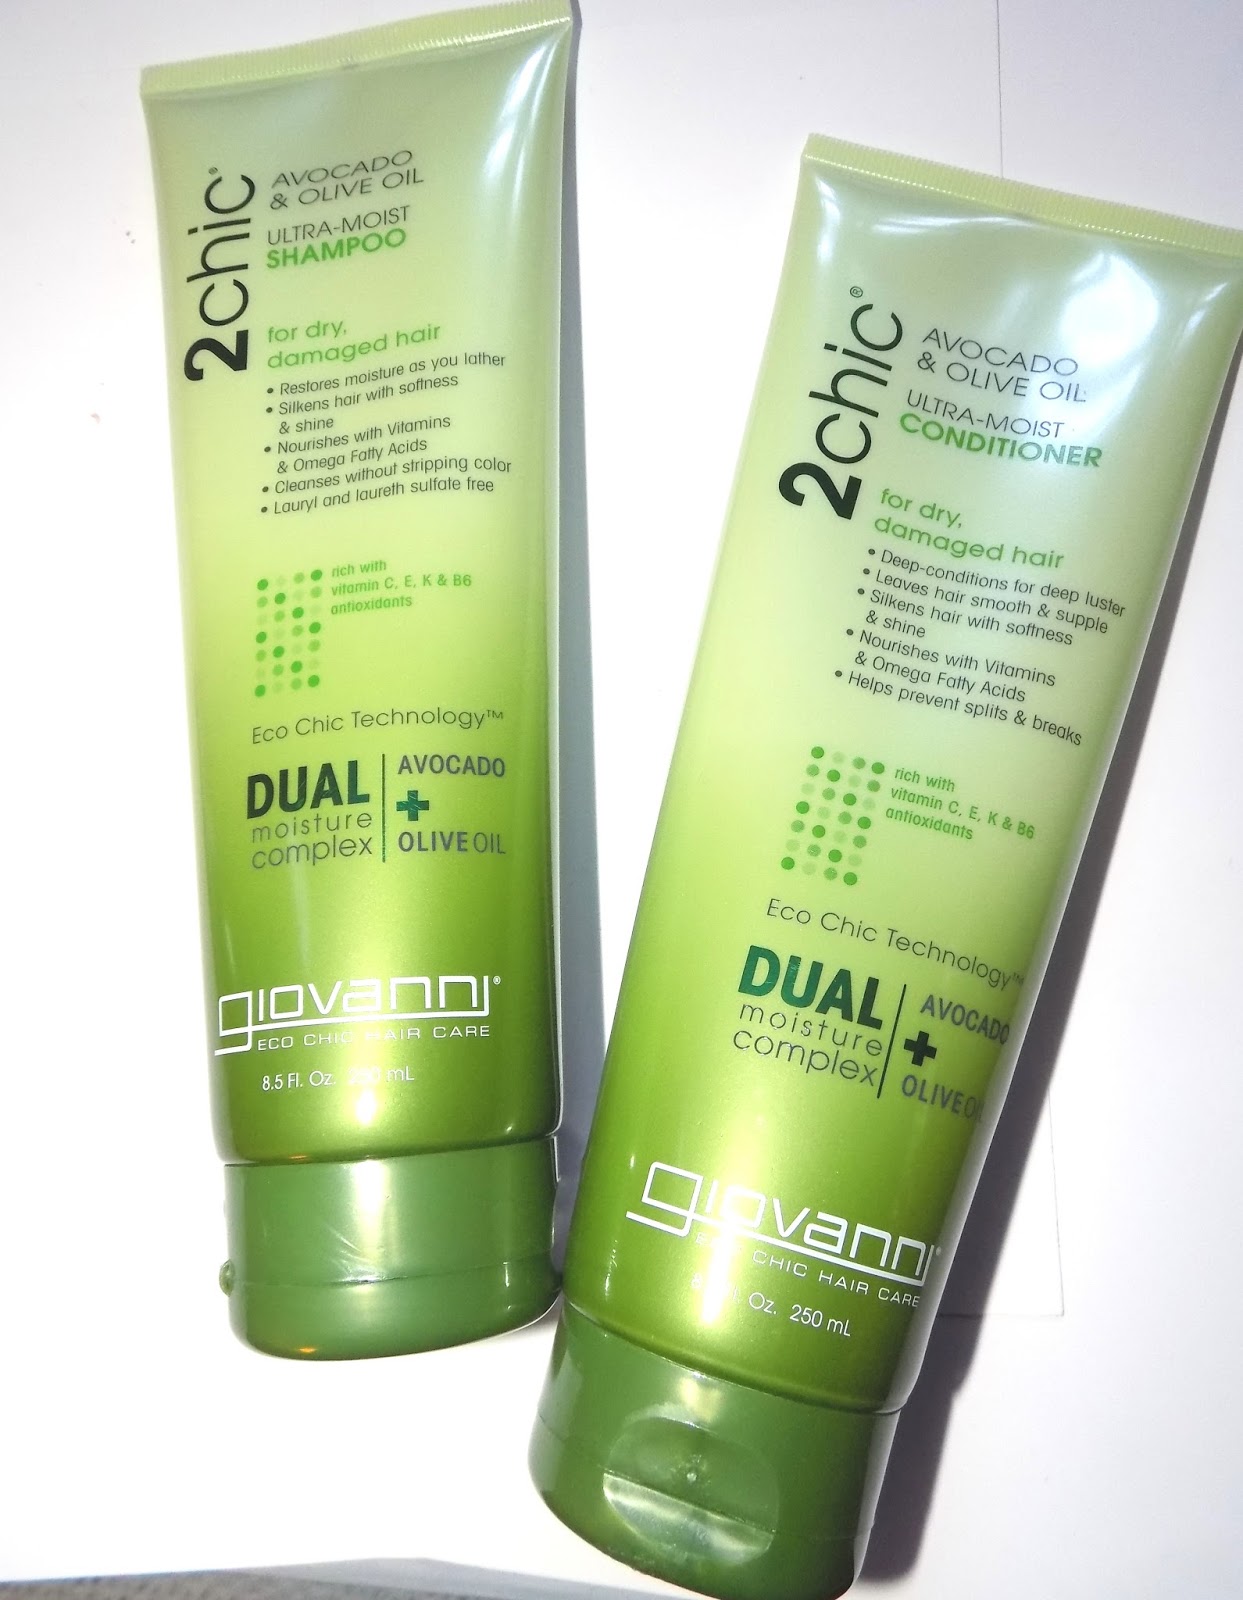 2chic®
AVOCADO
& OLIVE OIL
ULTRA-MOIST
SHAMPOO
for dry,
damaged hair
• Restores moisture as you lather
• Silkens hair with softness
& shine
• Nourishes with Vitamins
& Omega Fatty Acids
• Cleanses without stripping color
• Lauryl and laureth sulfate free
rich with
vitamin C, E, K & B6
antioxidants
Eco Chic Technology™
DUAL
moisture
complex
AVOCADO
+
OLIVE OIL
giovanni®
ECO CHIC HAIR CARE
8.5 Fl. Oz. 250 mL
2chic®
AVOCADO
& OLIVE OIL
ULTRA-MOIST
CONDITIONER
for dry,
damaged hair
• Deep-conditions for deep luster
• Leaves hair smooth & supple
• Silkens hair with softness
& shine
• Nourishes with Vitamins
& Omega Fatty Acids
• Helps prevent splits & breaks
rich with
vitamin C, E, K & B6
antioxidants
Eco Chic Technology™
DUAL
moisture
complex
AVOCADO
+
OLIVE OIL
giovanni®
ECO CHIC HAIR CARE
Oz. 250 mL